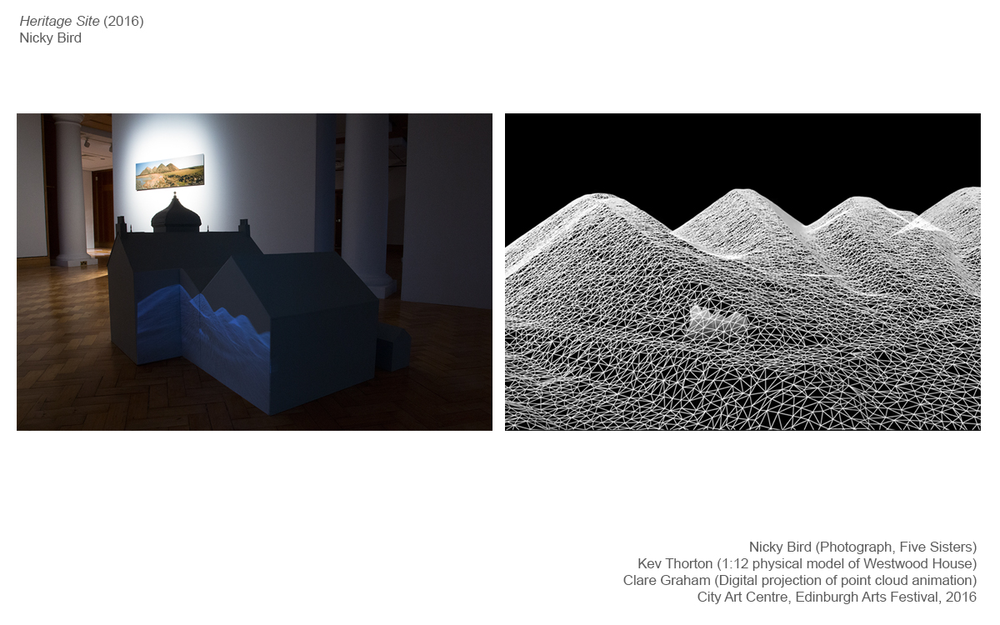 Heritage Site (2016)
Nicky Bird
Nicky Bird (Photograph, Five Sisters)
Kev Thorton (1:12 physical model of Westwood House)
Clare Graham (Digital projection of point cloud animation)
City Art Centre, Edinburgh Arts Festival, 2016